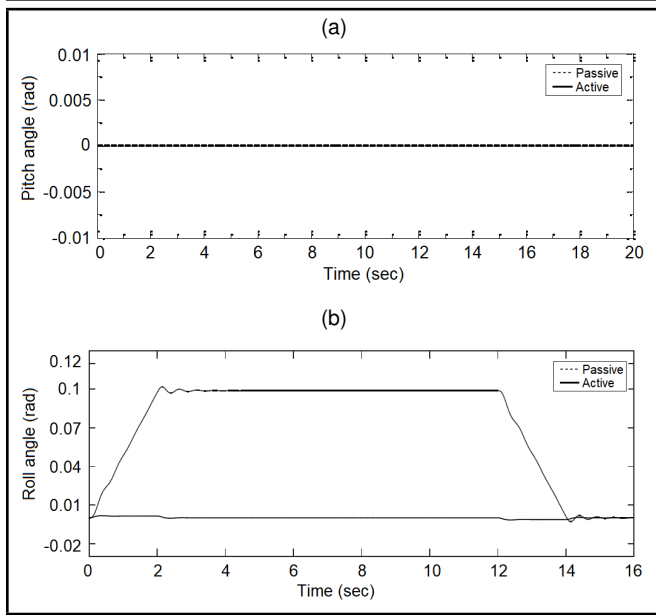 (a)
0.01
0.005
0
-0.005
-0.01
Pitch angle (rad)
Passive
Active
0 2 4 6 8 10 12 14 16 18 20
Time (sec)
(b)
0.12
0.1
0.07
0.04
0.01
-0.02
Roll angle (rad)
Passive
Active
0 2 4 6 8 10 12 14 16
Time (sec)